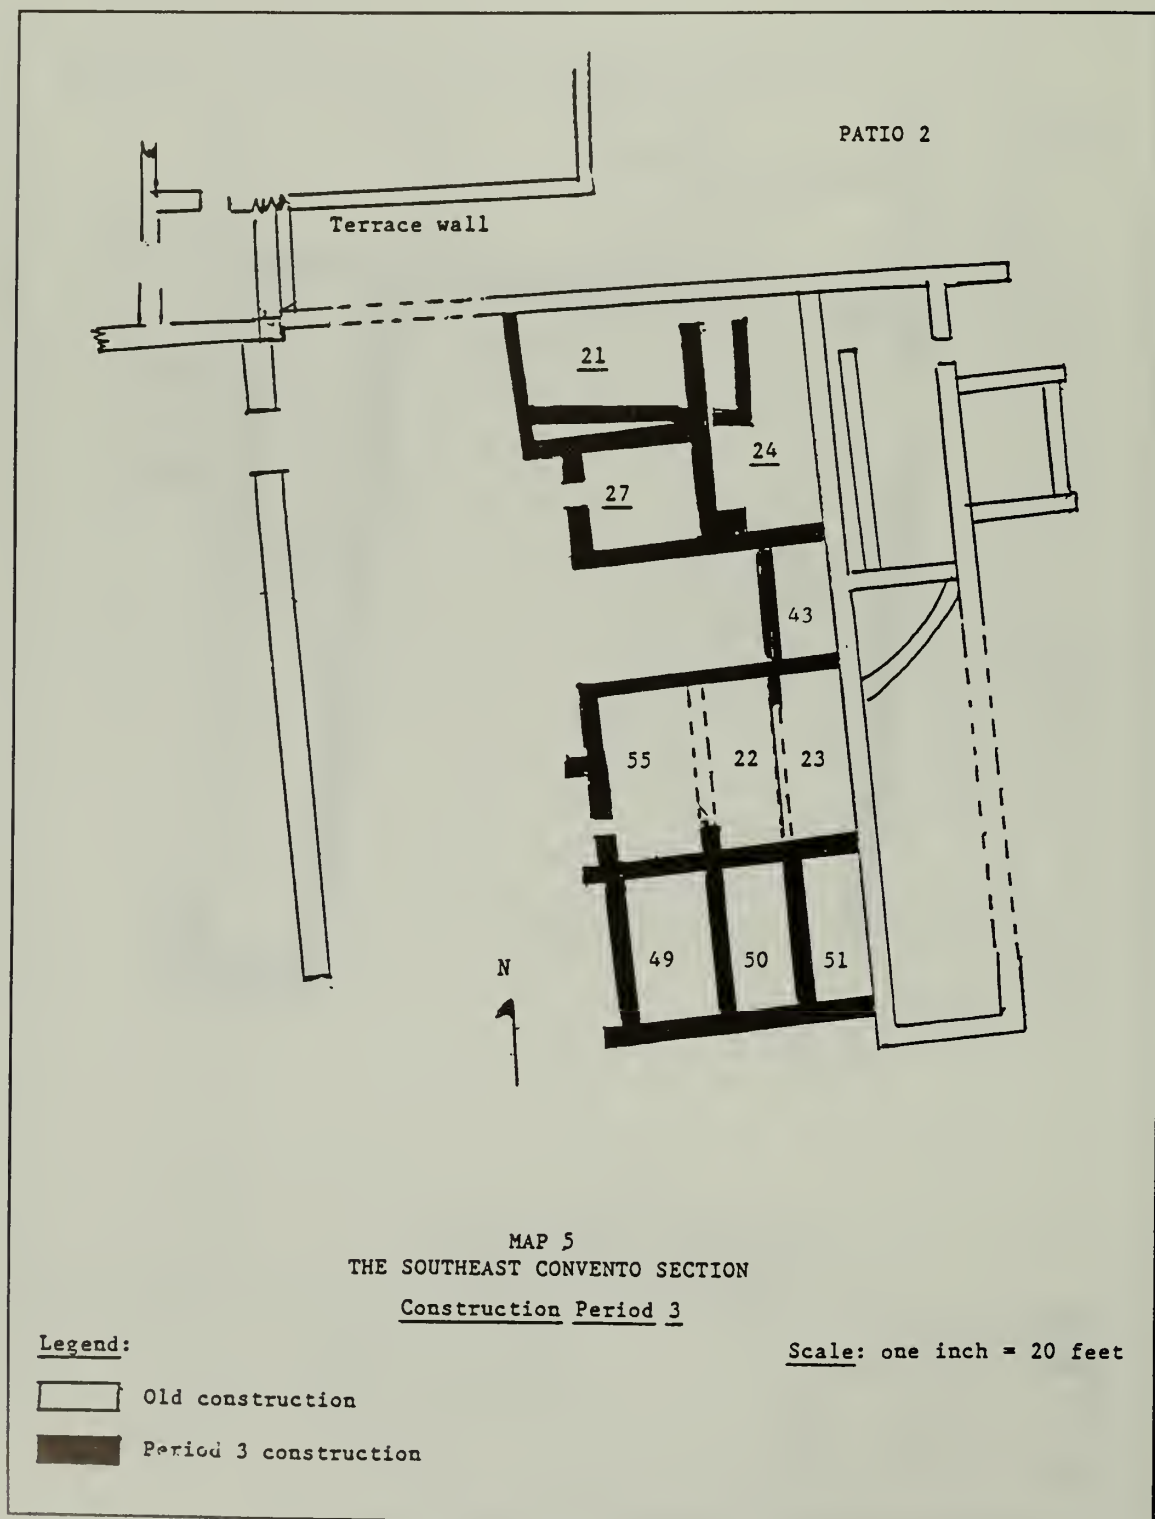 PATIO 2
Terrace wall
21
24
27
43
55
22
23
49
50
51
N
MAP 5
THE SOUTHEAST CONVENTO SECTION
Construction Period 3
Legend:
Scale: one inch = 20 feet
Old construction
Period 3 construction